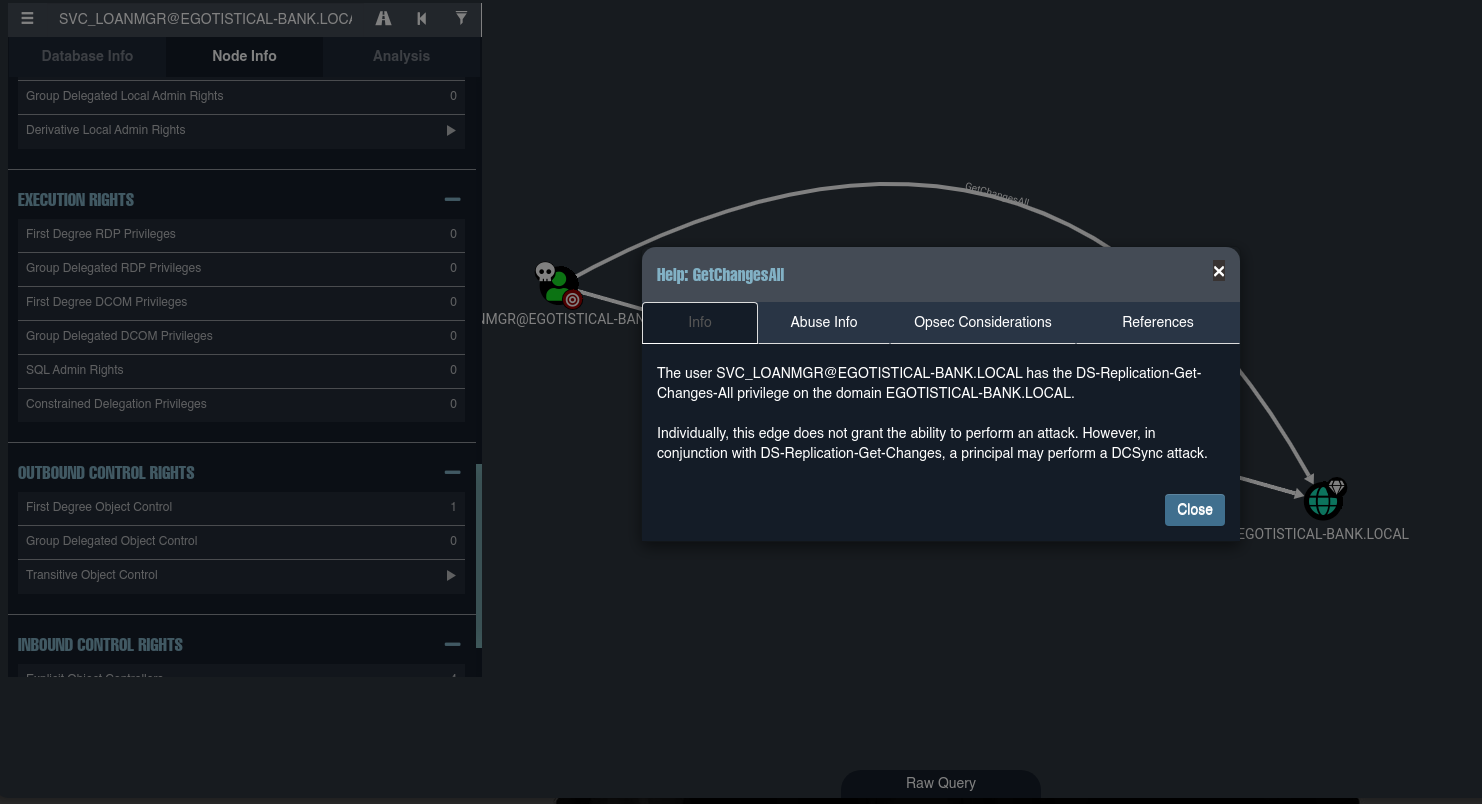 SVC_LOANMGR@EGOTISTICAL-BANK.LOCA
Database Info
Node Info
Analysis
Group Delegated Local Admin Rights 0
Derivative Local Admin Rights
EXECUTION RIGHTS
First Degree RDP Privileges 0
Group Delegated RDP Privileges 0
First Degree DCOM Privileges 0
Group Delegated DCOM Privileges 0
SQL Admin Rights 0
Constrained Delegation Privileges 0
OUTBOUND CONTROL RIGHTS
First Degree Object Control 1
Group Delegated Object Control 0
Transitive Object Control
INBOUND CONTROL RIGHTS
Explicit Object Controllers
GetChangesAll
NMGR@EGOTISTICAL-BAN
Help: GetChangesAll
×
Info
Abuse Info
Opsec Considerations
References
The user SVC_LOANMGR@EGOTISTICAL-BANK.LOCAL has the DS-Replication-Get-
Changes-All privilege on the domain EGOTISTICAL-BANK.LOCAL.
Individually, this edge does not grant the ability to perform an attack. However, in
conjunction with DS-Replication-Get-Changes, a principal may perform a DCSync attack.
Close
EGOTISTICAL-BANK.LOCAL
Raw Query